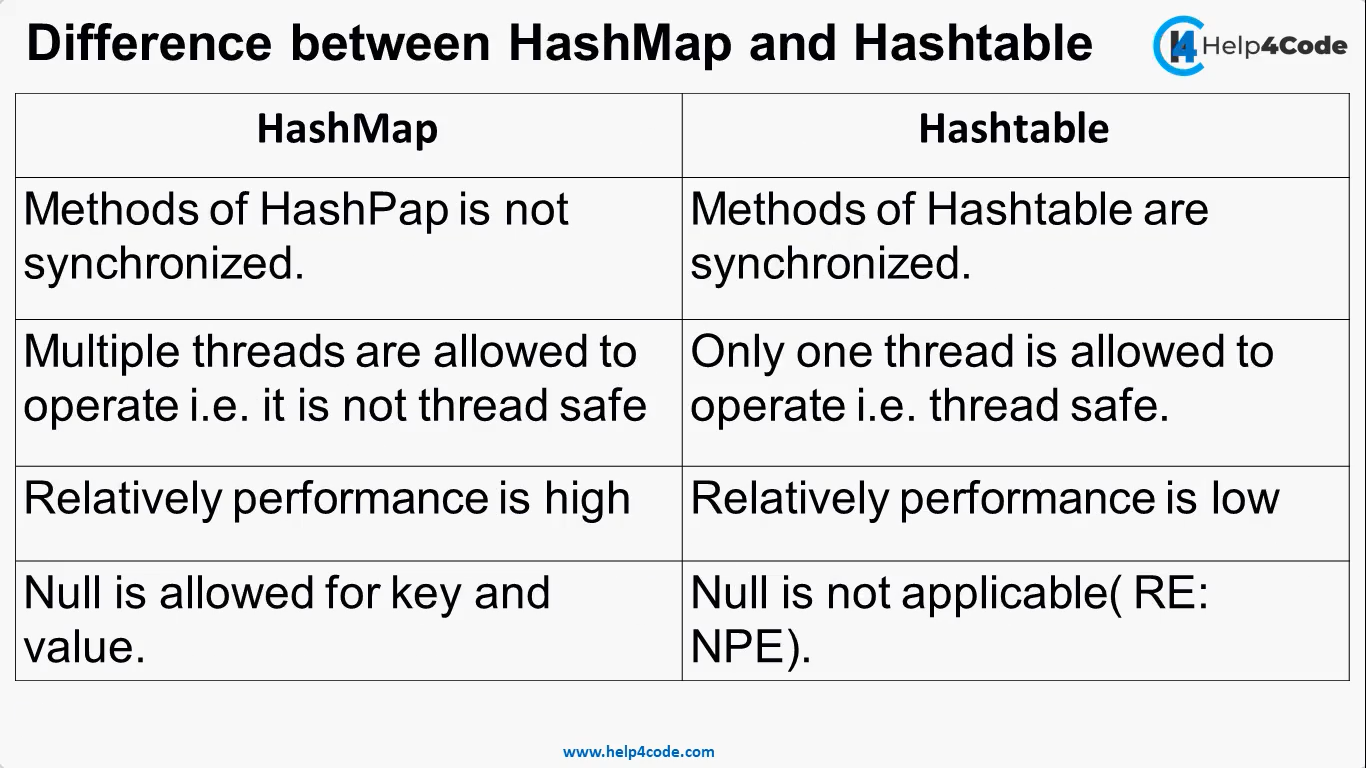 Difference between HashMap and Hashtable
Help4Code
HashMap
Hashtable
Methods of HashPap is not
synchronized.
Methods of Hashtable are
synchronized.
Multiple threads are allowed to
operate i.e. it is not thread safe
Only one thread is allowed to
operate i.e. thread safe.
Relatively performance is high
Relatively performance is low
Null is allowed for key and
value.
Null is not applicable( RE:
NPE).
www.help4code.com